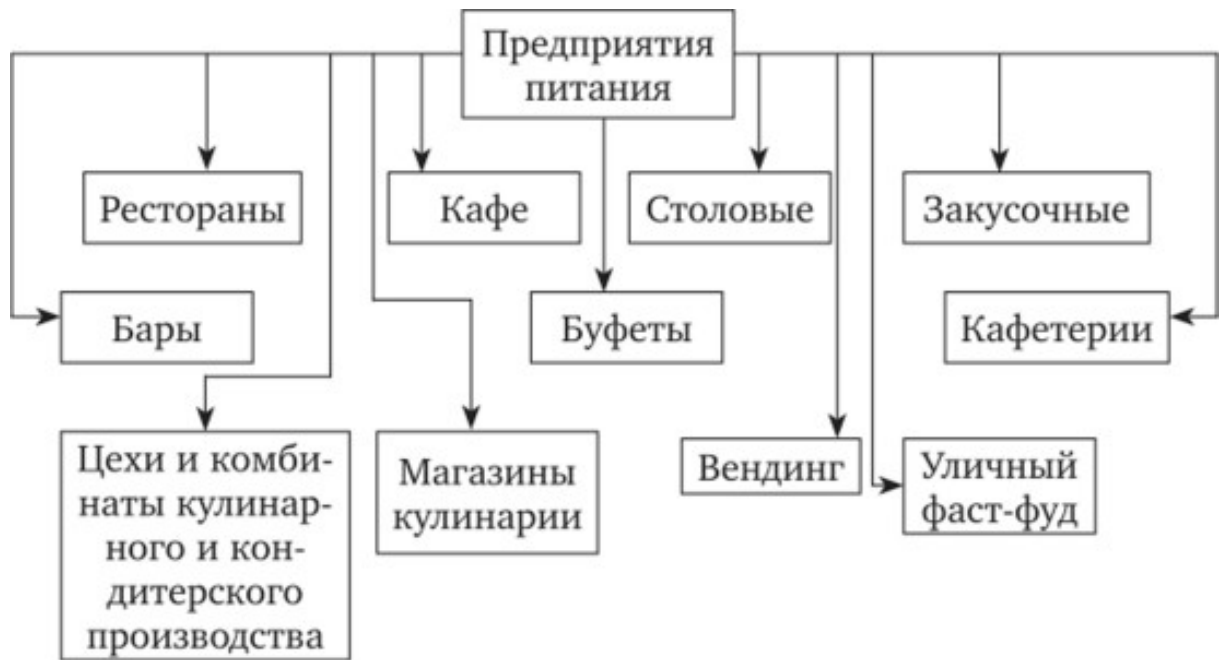 Предприятия
питания
Рестораны
Кафе
Столовые
Закусочные
Бары
Буфеты
Кафетерии
Цехи и комби-
наты кулинар-
ного и кон-
дитерского
производства
Магазины
кулинарии
Вендинг
Уличный
фаст-фуд